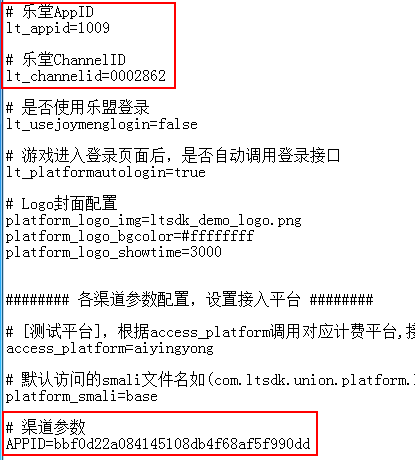 # 乐堂AppID
lt_appid=1009
# 乐堂ChannelID
lt_channelid=0002862
# 是否使用乐盟登录
lt_usejoymenglogin=false
# 游戏进入登录页面后，是否自动调用登录接口
lt_platformautologin=true
# Logo封面配置
platform_logo_img=ltsdk_demo_logo.png
platform_logo_bgcolor=#ffffffff
platform_logo_showtime=3000
######## 各渠道参数配置，设置接入平台 ########
# [测试平台]，根据access_platform调用对应计费平台,接
access_platform=aiyingyong
# 默认访问的smali文件名如(com.ltsdk.union.platform.
platform_smali=base
# 渠道参数
APPID=bbf0d22a084145108db4f68af5f990dd